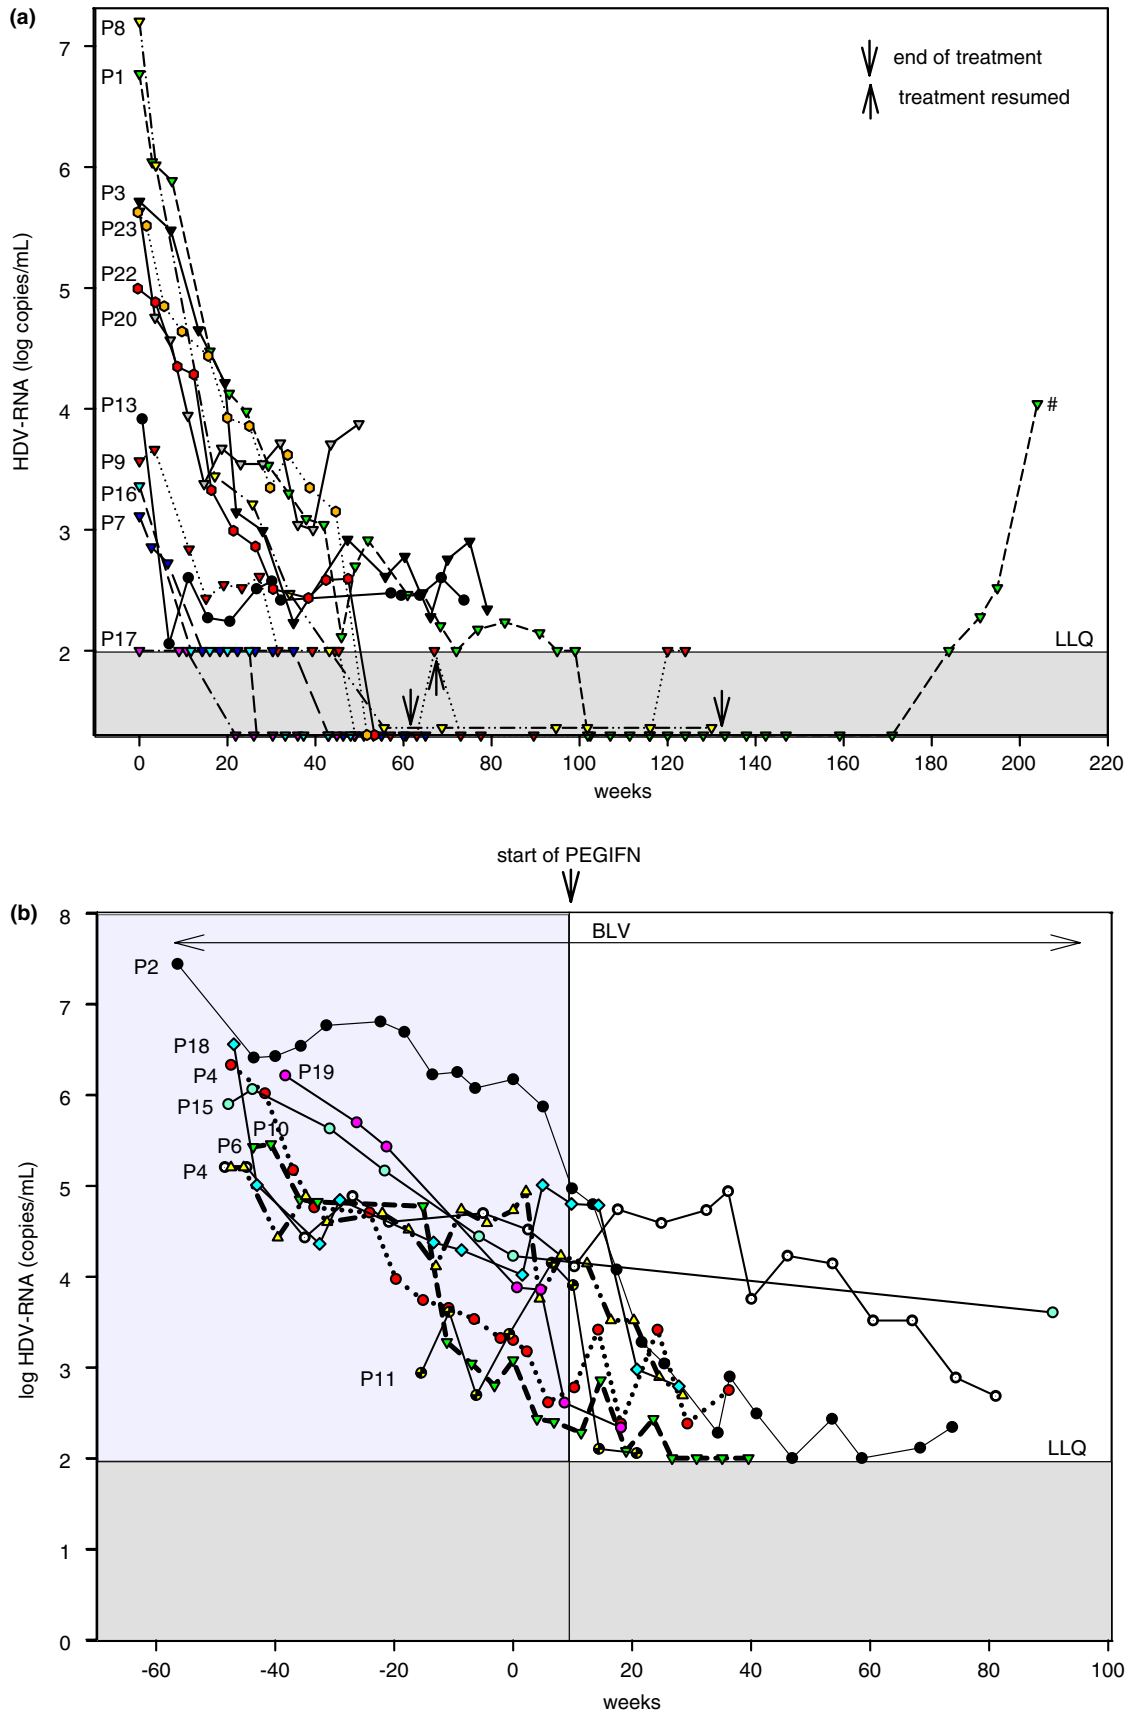 (a)
P8
P1
P3
P23
P22
P20
P13
P9
P16
P7
P17
7
6
5
4
3
2
HDV-RNA (log copies/mL)
end of treatment
treatment resumed
#
LLQ
0 20 40 60 80 100 120 140 160 180 200 220
weeks
start of PEGIFN
(b)
BLV
P2
P18
P4
P19
P15
P10
P6
P4
P11
8
7
6
5
4
3
2
1
0
log HDV-RNA (copies/mL)
LLQ
-60 -40 -20 0 20 40 60 80 100
weeks